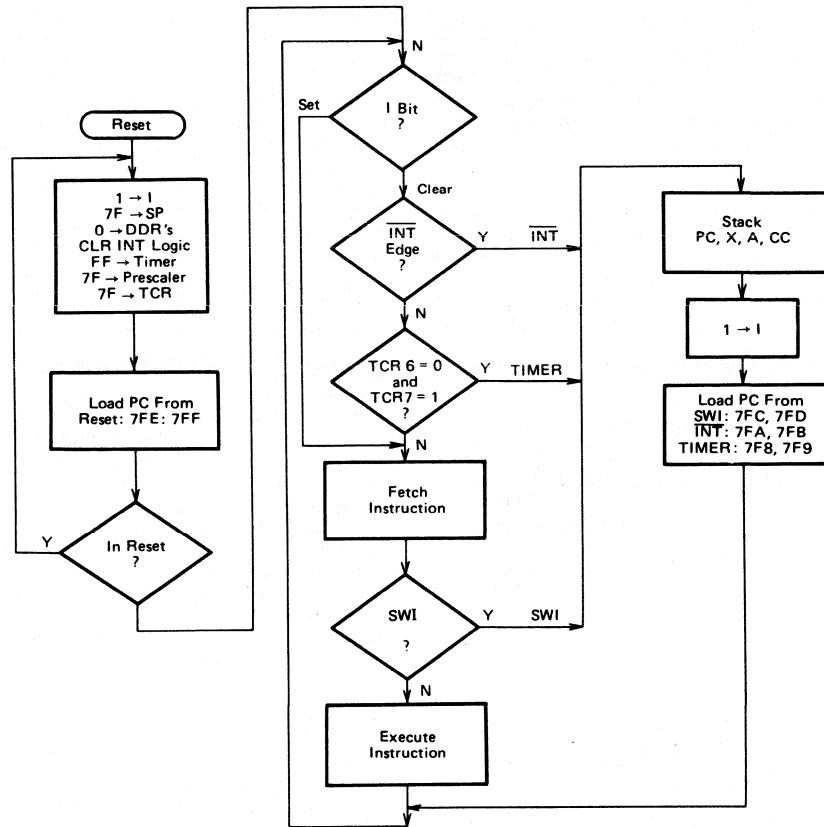 Reset
1 → I
7F → SP
0 → DDR's
CLR INT Logic
FF → Timer
7F → Prescaler
7F → TCR
Load PC From
Reset: 7FE: 7FF
In Reset
?
Y
N
I Bit
?
Set
Clear
INT
Edge
?
Y
INT
N
TCR 6 = 0
and
TCR7 = 1
?
Y
TIMER
N
Fetch
Instruction
SWI
?
Y
SWI
N
Execute
Instruction
Stack
PC, X, A, CC
1 → I
Load PC From
SWI: 7FC, 7FD
INT: 7FA, 7FB
TIMER: 7F8, 7F9